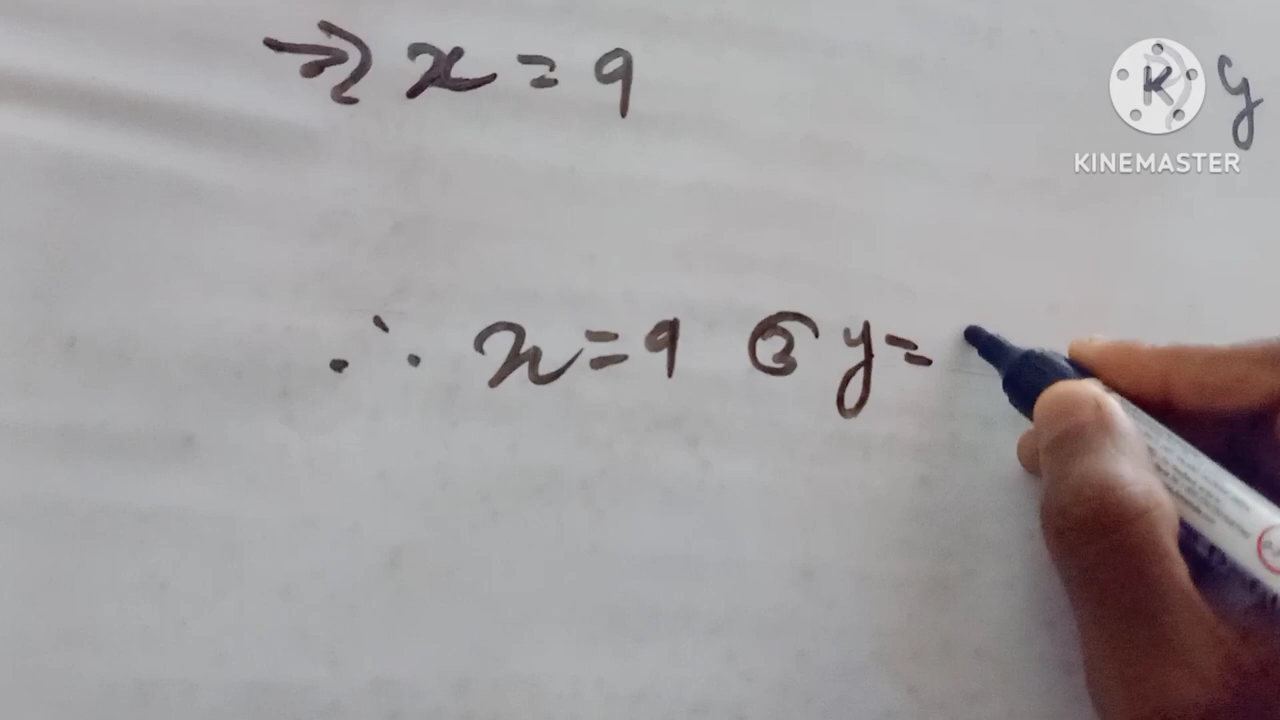 ⇒ x = 9 y
K
KINEMASTER
∴ x = 9 ଓ y =